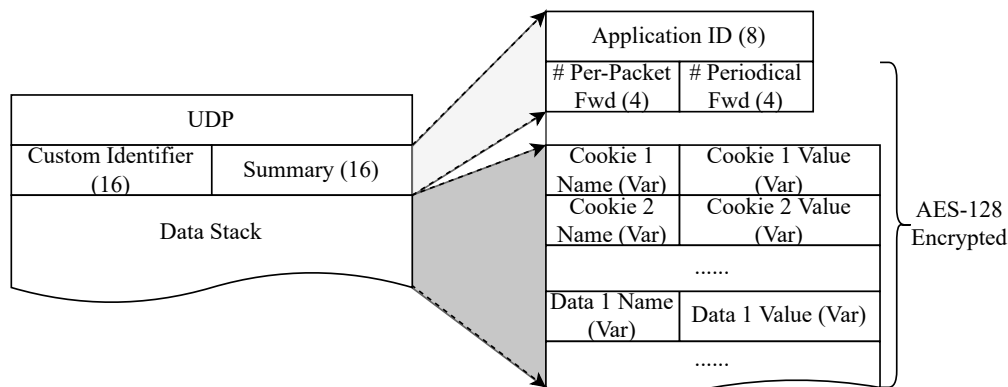 UDP
Custom Identifier
(16)
Summary (16)
Data Stack
Application ID (8)
# Per-Packet
Fwd (4)
# Periodical
Fwd (4)
Cookie 1
Name (Var)
Cookie 1 Value
(Var)
Cookie 2
Name (Var)
Cookie 2 Value
(Var)
......
Data 1 Name
(Var)
Data 1 Value (Var)
......
AES-128
Encrypted